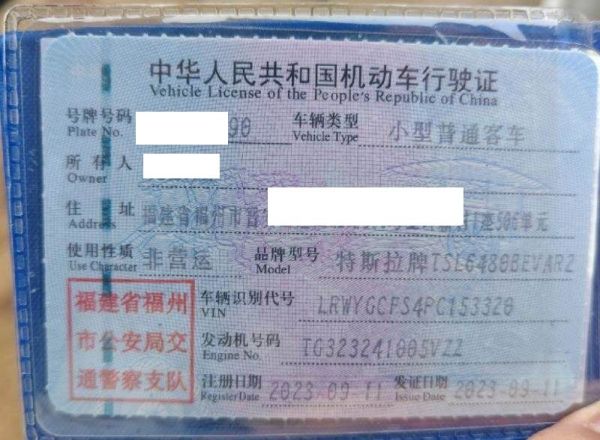 中华人民共和国机动车行驶证
Vehicle License of the People's Republic of China
号牌号码 90 车辆类型 小型普通客车
Plate No. Vehicle Type
所有人
Owner
住址 福建省福州市 座506单元
Address
使用性质 非营运 品牌型号 特斯拉牌TSL6480BEVAR2
Use Character Model
福建省福州 车辆识别代号 LRWYGCFS4PC153320
VIN
市公安局交 发动机号码 TG323241005VZZ
Engine No.
通警察支队 注册日期 2023-09-11 发证日期 2023-09-11
Register Date Issue Date